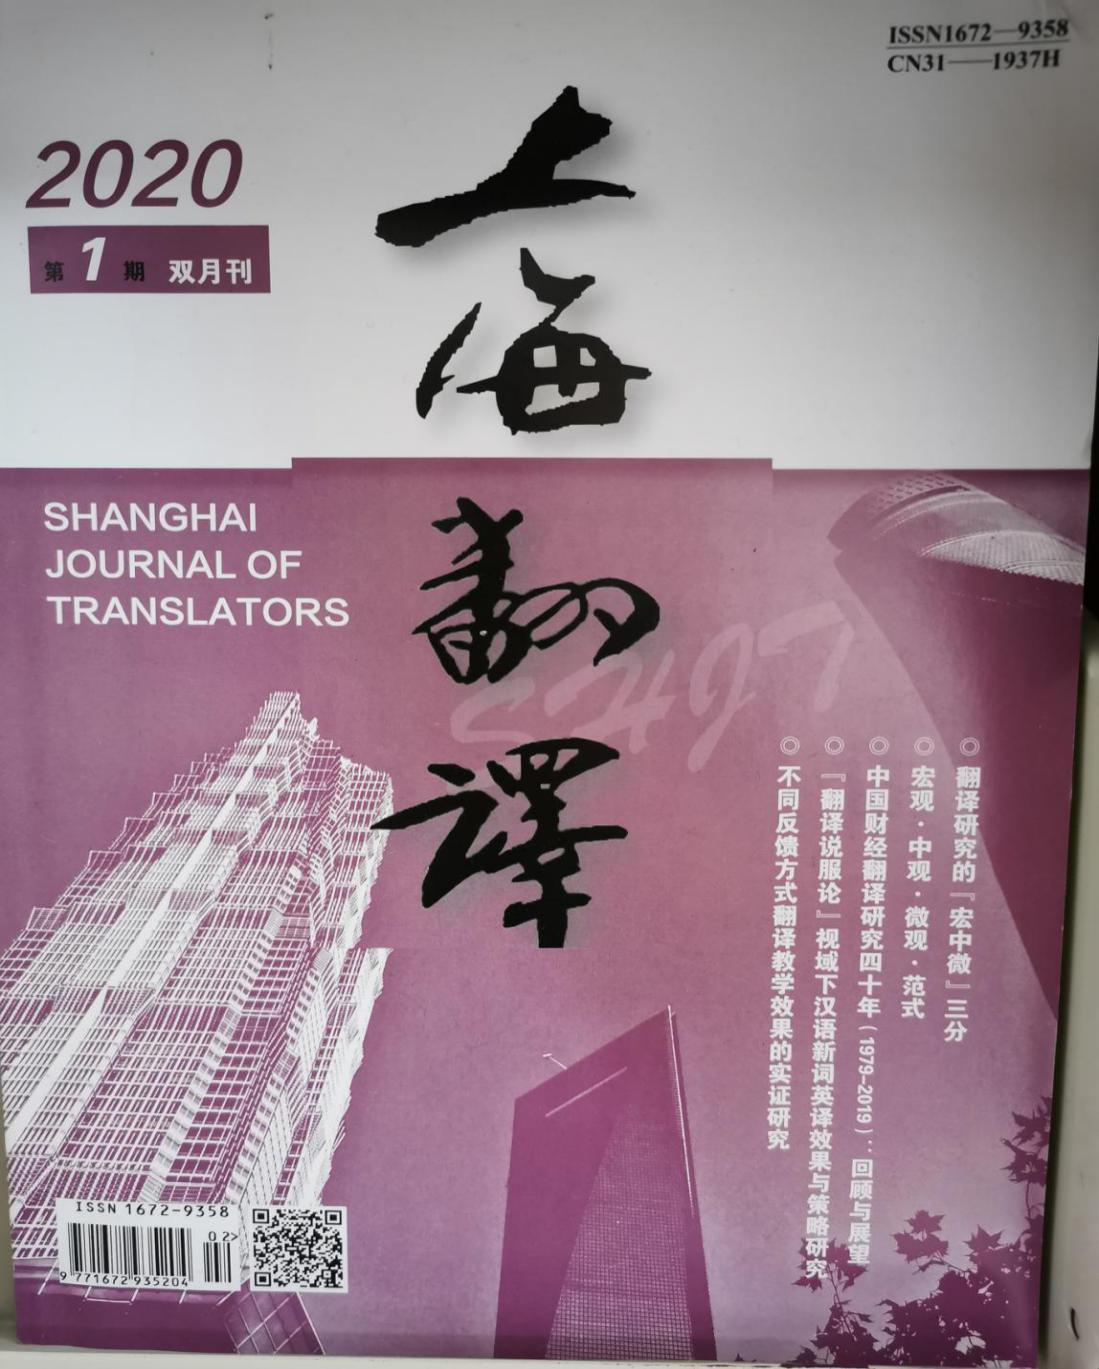 ISSN1672—9358
CN31——1937H
2020
第1期 双月刊
上海翻譯
SHANGHAI
JOURNAL OF
TRANSLATORS
SHJT
◎翻译研究的『宏中微』三分
◎宏观·中观·微观·范式
◎中国财经翻译研究四十年(1979-2019):回顾与展望
◎『翻译说服论』视域下汉语新词英译效果与策略研究
◎不同反馈方式翻译教学效果的实证研究
ISSN 1672-9358
02>
9 771672 935204